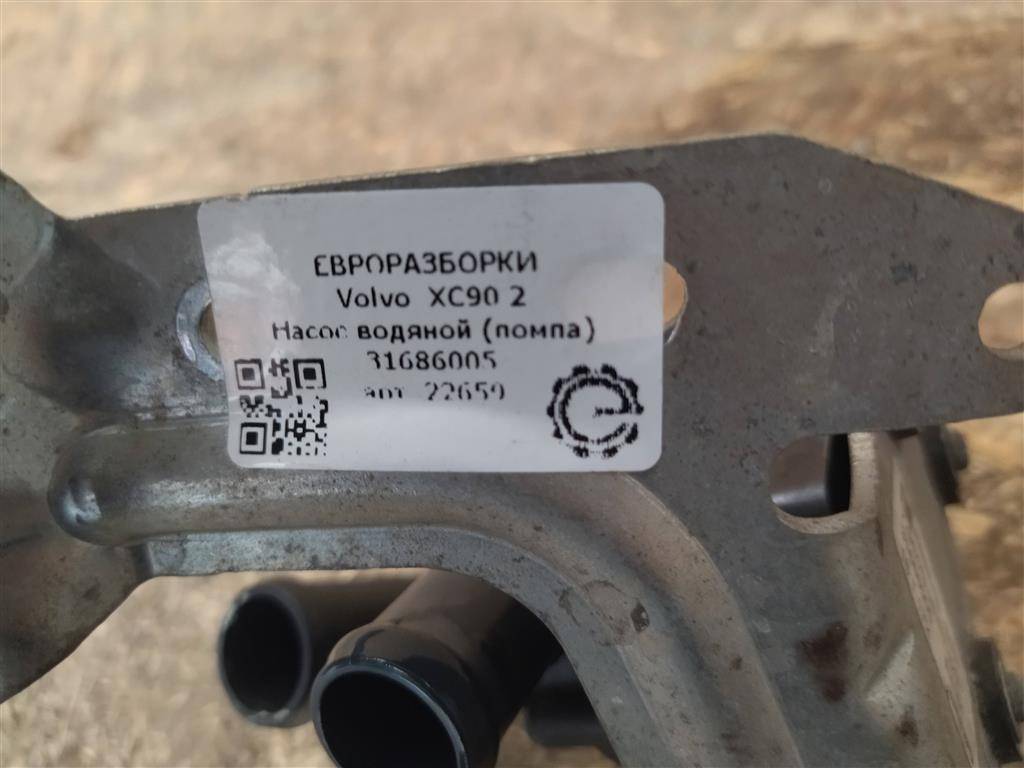 ЕВРОРАЗБОРКИ
Volvo XC90 2
Насос водяной (помпа)
31686005
арт. 22659